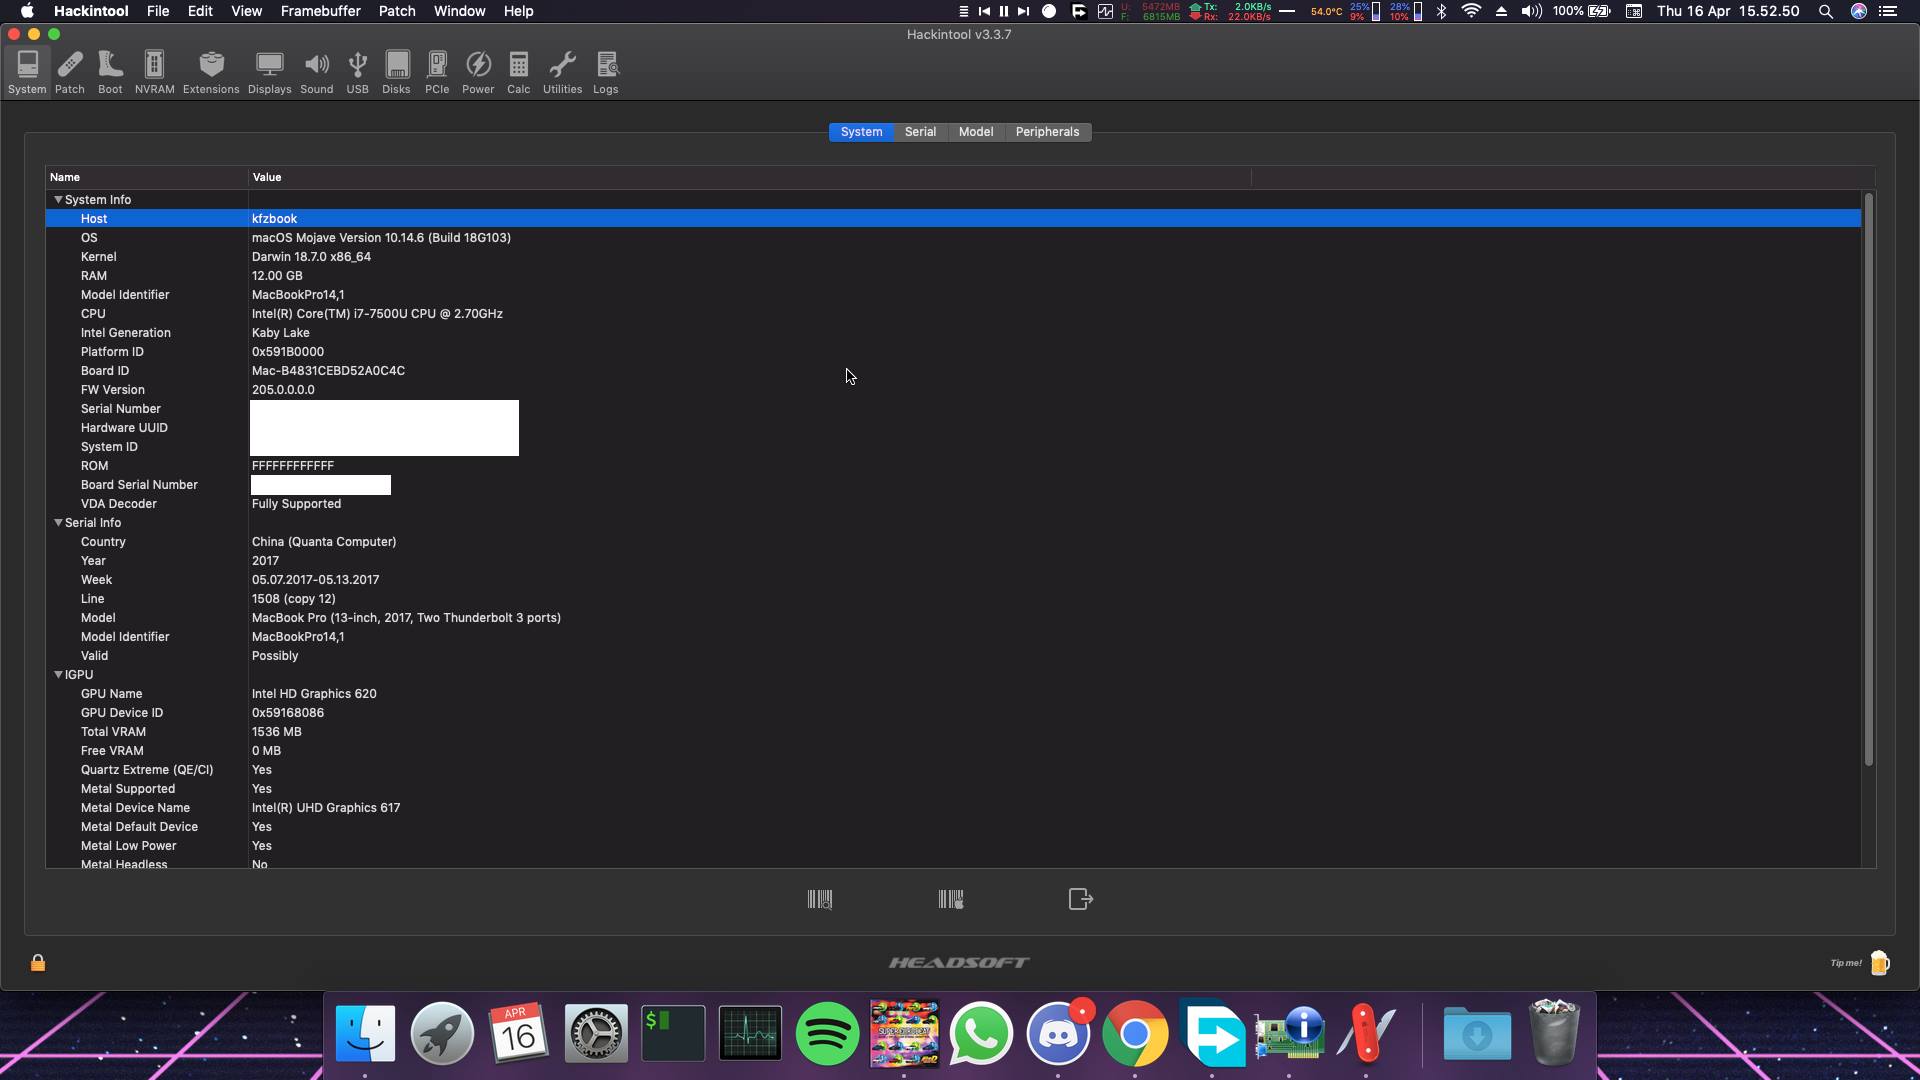 Hackintool File Edit View Framebuffer Patch Window Help
U: 5472MB
F: 6815MB
Tx: 2.0KB/s
Rx: 22.0KB/s
54.0°C
25%
9%
28%
10%
100%
Thu 16 Apr 15.52.50
Hackintool v3.3.7
System Patch Boot NVRAM Extensions Displays Sound USB Disks PCIe Power Calc Utilities Logs
System Serial Model Peripherals
Name Value
System Info
Host kfzbook
OS macOS Mojave Version 10.14.6 (Build 18G103)
Kernel Darwin 18.7.0 x86_64
RAM 12.00 GB
Model Identifier MacBookPro14,1
CPU Intel(R) Core(TM) i7-7500U CPU @ 2.70GHz
Intel Generation Kaby Lake
Platform ID 0x591B0000
Board ID Mac-B4831CEBD52A0C4C
FW Version 205.0.0.0.0
Serial Number
Hardware UUID
System ID
ROM FFFFFFFFFFFF
Board Serial Number
VDA Decoder Fully Supported
Serial Info
Country China (Quanta Computer)
Year 2017
Week 05.07.2017-05.13.2017
Line 1508 (copy 12)
Model MacBook Pro (13-inch, 2017, Two Thunderbolt 3 ports)
Model Identifier MacBookPro14,1
Valid Possibly
IGPU
GPU Name Intel HD Graphics 620
GPU Device ID 0x59168086
Total VRAM 1536 MB
Free VRAM 0 MB
Quartz Extreme (QE/CI) Yes
Metal Supported Yes
Metal Device Name Intel(R) UHD Graphics 617
Metal Default Device Yes
Metal Low Power Yes
Metal Headless No
HEADSOFT
Tip me!
APR
16
$
SUPER EUROBEAT